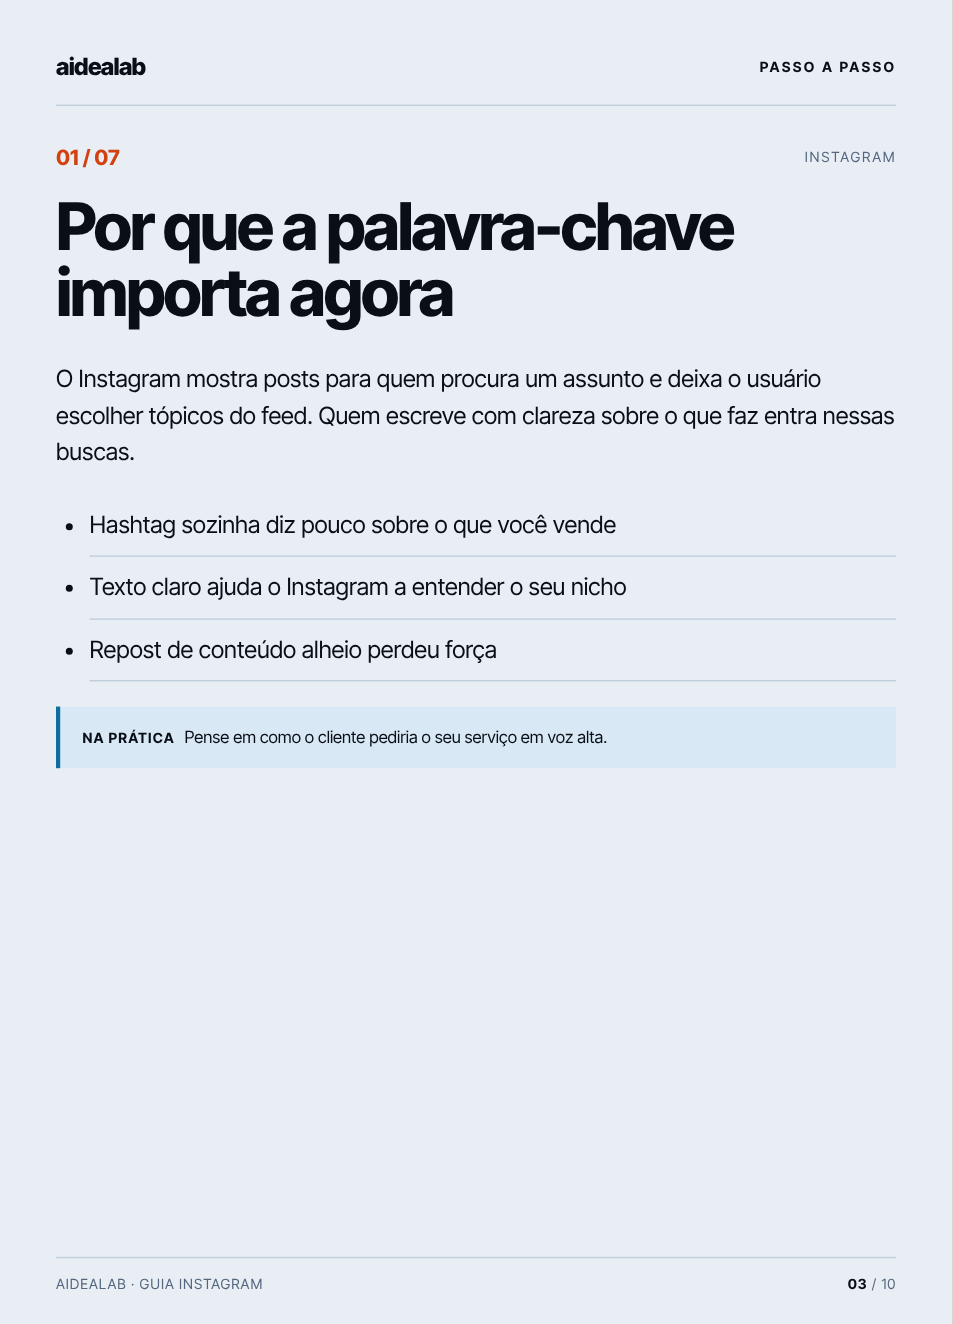 aidealab
PASSO A PASSO
01 / 07
INSTAGRAM
Por que a palavra-chave
importa agora
O Instagram mostra posts para quem procura um assunto e deixa o usuário
escolher tópicos do feed. Quem escreve com clareza sobre o que faz entra nessas
buscas.
• Hashtag sozinha diz pouco sobre o que você vende
• Texto claro ajuda o Instagram a entender o seu nicho
• Repost de conteúdo alheio perdeu força
NA PRÁTICA Pense em como o cliente pediria o seu serviço em voz alta.
AIDEALAB · GUIA INSTAGRAM
03 / 10